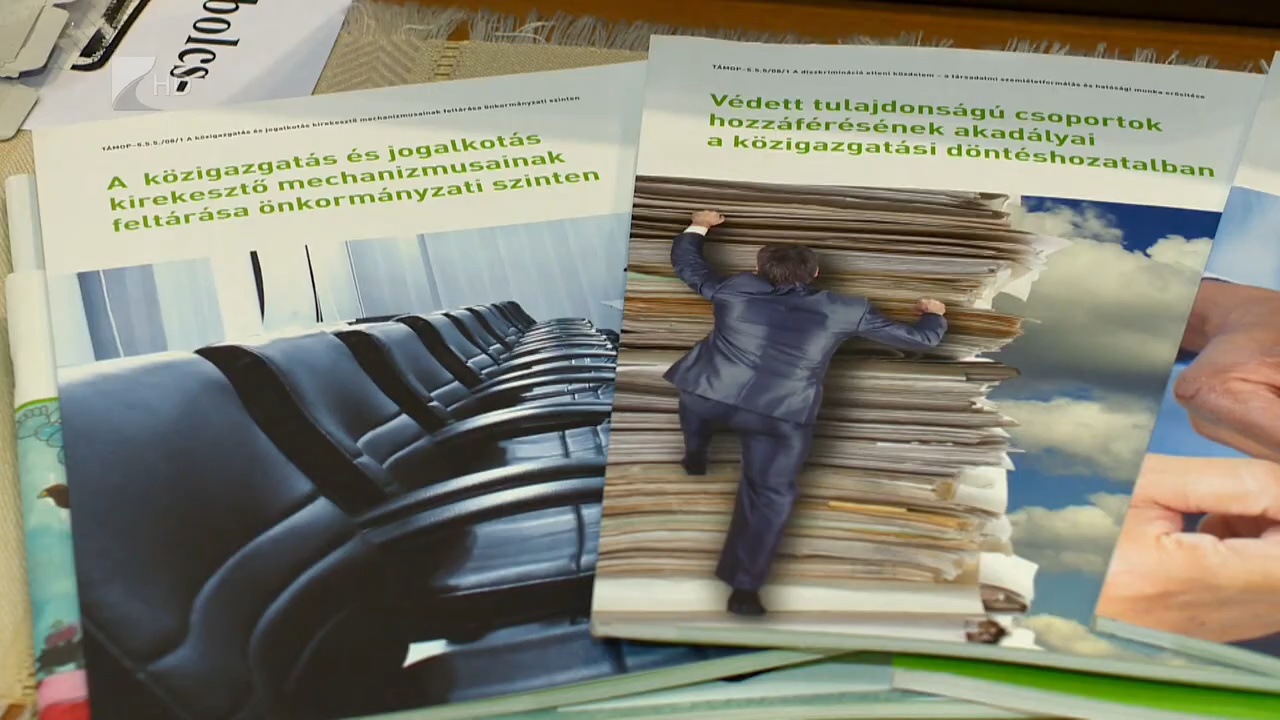 bolcs-
HD
TÁMOP-5.5.5./08/1 A közigazgatás és jogalkotás kirekesztő mechanizmusainak feltárása önkormányzati szinten
A közigazgatás és jogalkotás
kirekesztő mechanizmusainak
feltárása önkormányzati szinten
TÁMOP-5.5.5/08/1 A diszkrimináció elleni küzdelem – a társadalmi szemléletformálás és hatósági munka erősítése
Védett tulajdonságú csoportok
hozzáférésének akadályai
a közigazgatási döntéshozatalban